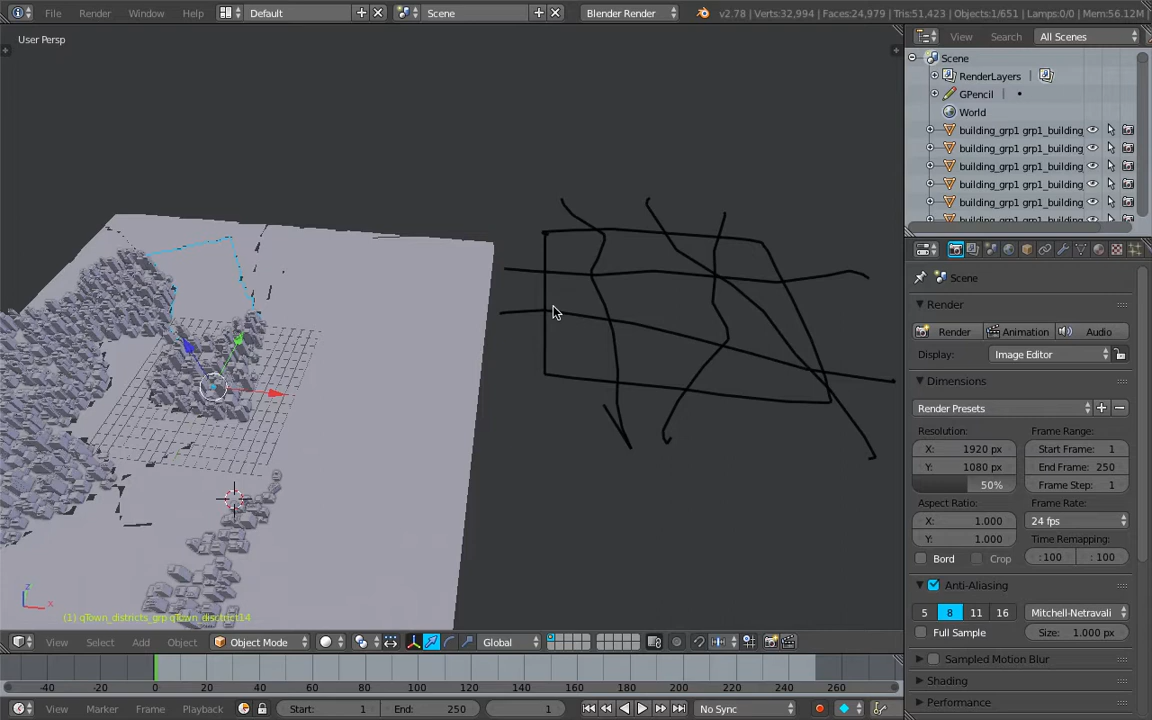 File Render Window Help Default Scene Blender Render v2.78 | Verts:32,994 | Faces:24,979 | Tris:51,423 | Objects:1/651 | Lamps:0/0 | Mem:56.12M
User Persp
View Search All Scenes
Scene
RenderLayers
GPencil
World
building_grp1 grp1_building
building_grp1 grp1_building
building_grp1 grp1_building
building_grp1 grp1_building
building_grp1 grp1_building
Scene
Render
Render Animation Audio
Display: Image Editor
Dimensions
Render Presets
Resolution: Frame Range:
X: 1920 px Start Frame: 1
Y: 1080 px End Frame: 250
50% Frame Step: 1
Aspect Ratio: Frame Rate:
X: 1.000 24 fps
Y: 1.000 Time Remapping:
Bord Crop :100 :100
Anti-Aliasing
5 8 11 16 Mitchell-Netravali
Full Sample Size: 1.000 px
Sampled Motion Blur
Shading
Performance
z
x
(1) qTown_districts_grp qTown_disctrict14
View Select Add Object Object Mode Global
-40 -20 0 20 40 60 80 100 120 140 160 180 200 220 240 260
View Marker Frame Playback Start: 1 End: 250 1 No Sync